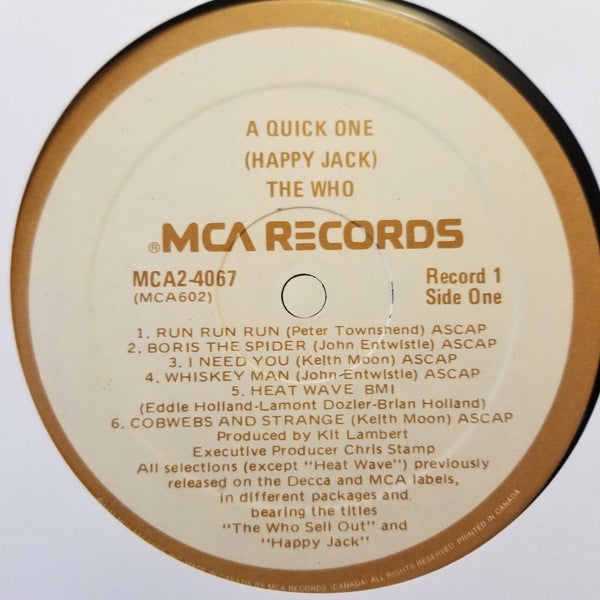 A QUICK ONE
(HAPPY JACK)
THE WHO
®MCA RECORDS
MCA2-4067
(MCA602)
Record 1
Side One
1. RUN RUN RUN (Peter Townshend) ASCAP
2. BORIS THE SPIDER (John Entwistle) ASCAP
3. I NEED YOU (Keith Moon) ASCAP
4. WHISKEY MAN (John Entwistle) ASCAP
5. HEAT WAVE BMI
(Eddie Holland-Lamont Dozler-Brian Holland)
6. COBWEBS AND STRANGE (Keith Moon) ASCAP
Produced by Kit Lambert
Executive Producer Chris Stamp
All selections (except "Heat Wave") previously
released on the Decca and MCA labels,
in different packages and
bearing the titles
"The Who Sell Out" and
"Happy Jack"
BY MCA RECORDS (CANADA) ALL RIGHTS RESERVED. PRINTED IN CANADA